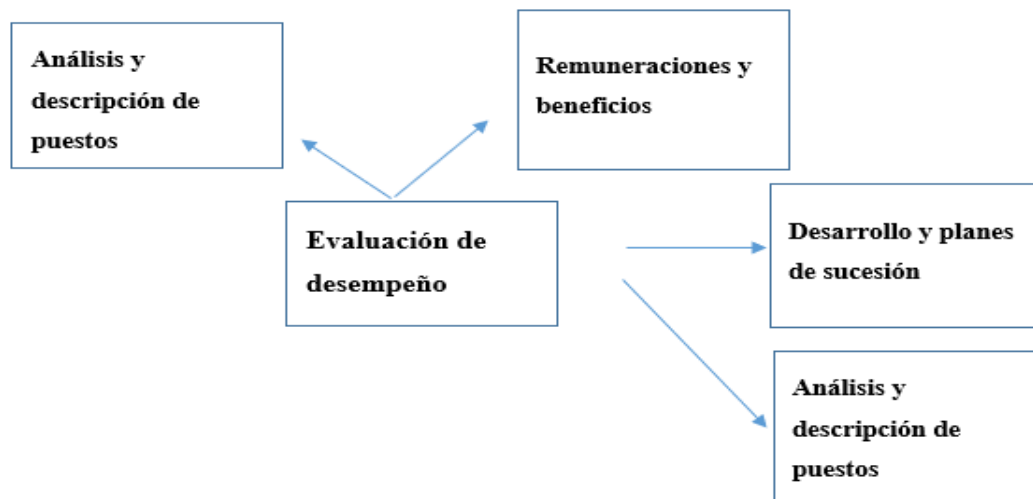 Análisis y
descripción de
puestos
Remuneraciones y
beneficios
Evaluación de
desempeño
Desarrollo y planes
de sucesión
Análisis y
descripción de
puestos